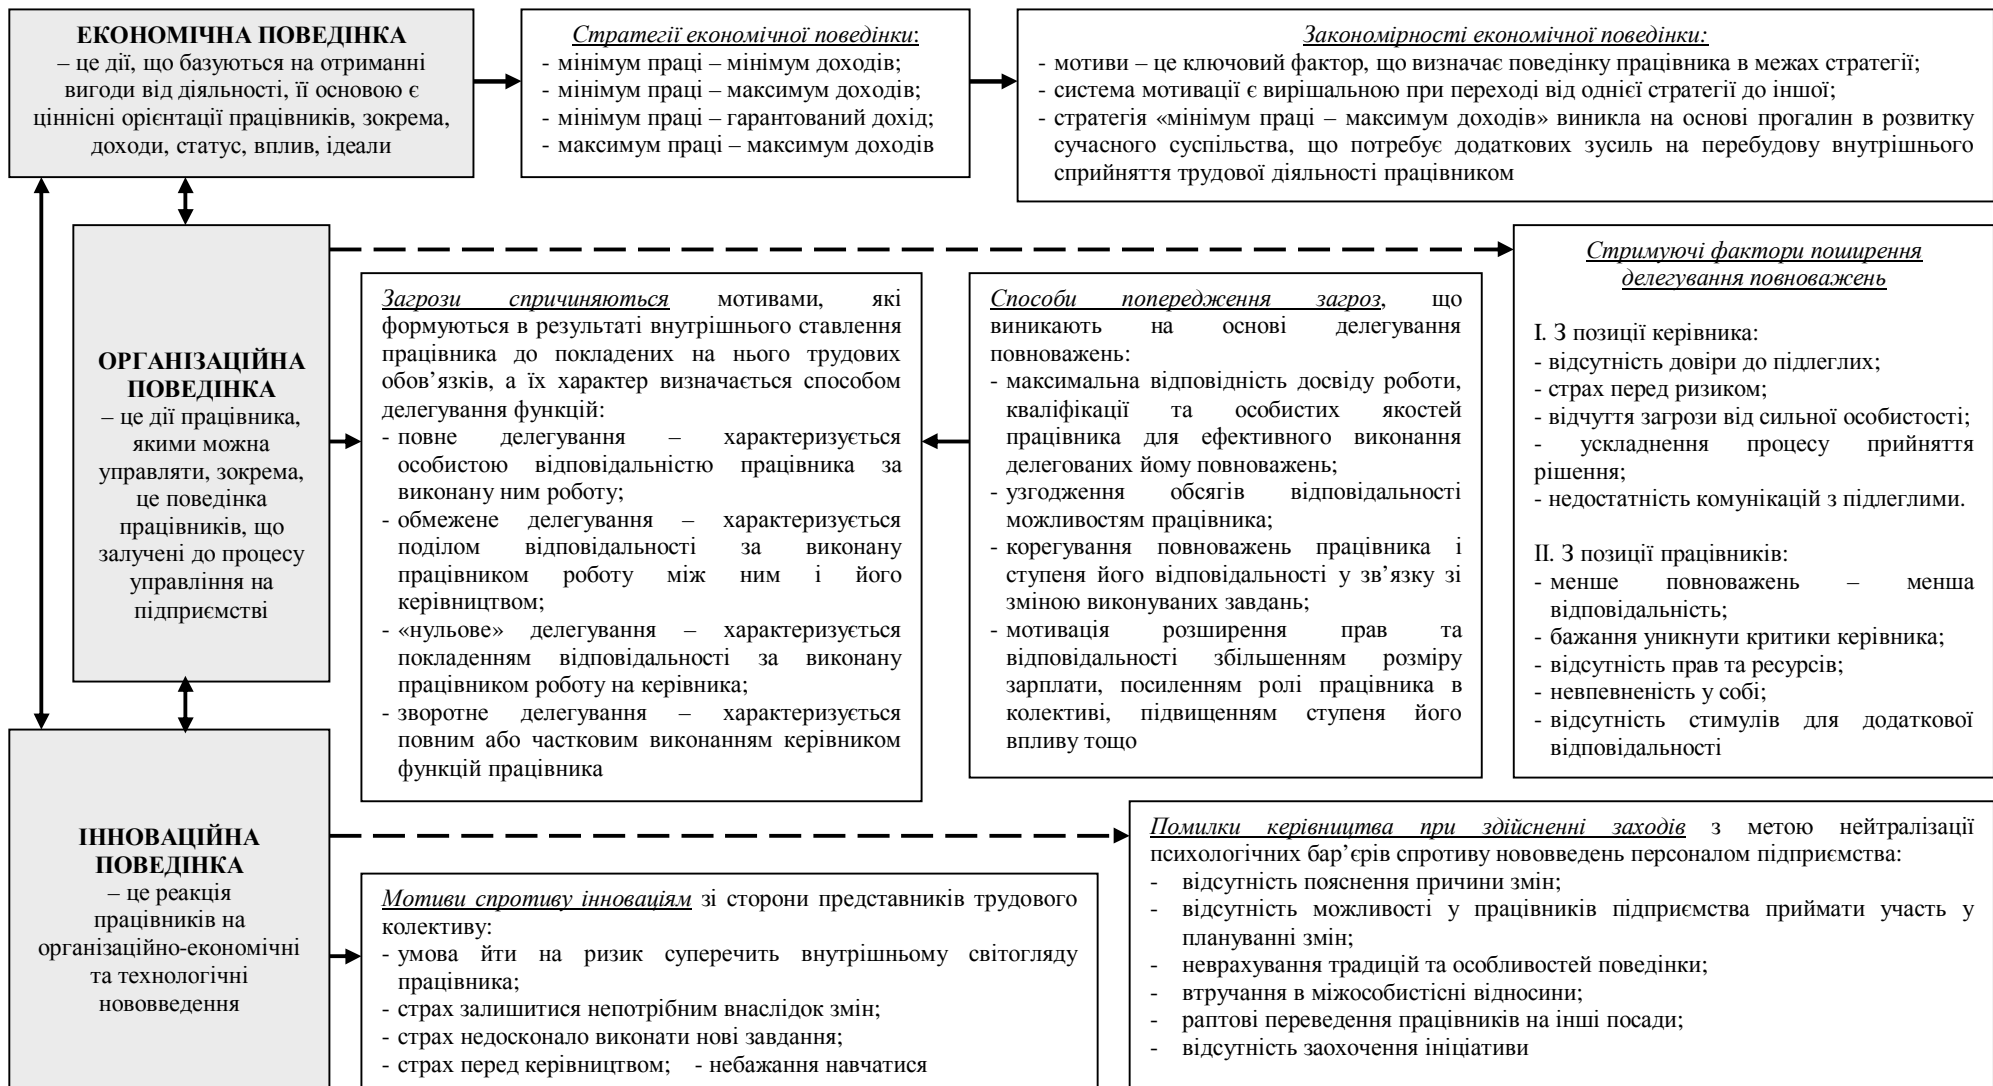 ЕКОНОМІЧНА ПОВЕДІНКА
– це дії, що базуються на отриманні
вигоди від діяльності, її основою є
ціннісні орієнтації працівників, зокрема,
доходи, статус, вплив, ідеали
Стратегії економічної поведінки:
- мінімум праці – мінімум доходів;
- мінімум праці – максимум доходів;
- мінімум праці – гарантований дохід;
- максимум праці – максимум доходів
Закономірності економічної поведінки:
- мотиви – це ключовий фактор, що визначає поведінку працівника в межах стратегії;
- система мотивації є вирішальною при переході від однієї стратегії до іншої;
- стратегія «мінімум праці – максимум доходів» виникла на основі прогалин в розвитку
сучасного суспільства, що потребує додаткових зусиль на перебудову внутрішнього
сприйняття трудової діяльності працівником
ОРГАНІЗАЦІЙНА
ПОВЕДІНКА
– це дії працівника,
якими можна
управляти, зокрема,
це поведінка
працівників, що
залучені до процесу
управління на
підприємстві
Загрози спричиняються мотивами, які
формуються в результаті внутрішнього ставлення
працівника до покладених на нього трудових
обов’язків, а їх характер визначається способом
делегування функцій:
- повне делегування – характеризується
особистою відповідальністю працівника за
виконану ним роботу;
- обмежене делегування – характеризується
поділом відповідальності за виконану
працівником роботу між ним і його
керівництвом;
- «нульове» делегування – характеризується
покладенням відповідальності за виконану
працівником роботу на керівника;
- зворотне делегування – характеризується
повним або частковим виконанням керівником
функцій працівника
Способи попередження загроз, що
виникають на основі делегування
повноважень:
- максимальна відповідність досвіду роботи,
кваліфікації та особистих якостей
працівника для ефективного виконання
делегованих йому повноважень;
- узгодження обсягів відповідальності
можливостям працівника;
- корегування повноважень працівника і
ступеня його відповідальності у зв’язку зі
зміною виконуваних завдань;
- мотивація розширення прав та
відповідальності збільшенням розміру
зарплати, посиленням ролі працівника в
колективі, підвищенням ступеня його
впливу тощо
Стримуючі фактори поширення
делегування повноважень
І. З позиції керівника:
- відсутність довіри до підлеглих;
- страх перед ризиком;
- відчуття загрози від сильної особистості;
- ускладнення процесу прийняття
рішення;
- недостатність комунікацій з підлеглими.
ІІ. З позиції працівників:
- менше повноважень – менша
відповідальність;
- бажання уникнути критики керівника;
- відсутність прав та ресурсів;
- невпевненість у собі;
- відсутність стимулів для додаткової
відповідальності
ІННОВАЦІЙНА
ПОВЕДІНКА
– це реакція
працівників на
організаційно-економічні
та технологічні
нововведення
Мотиви спротиву інноваціям зі сторони представників трудового
колективу:
- умова йти на ризик суперечить внутрішньому світогляду
працівника;
- страх залишитися непотрібним внаслідок змін;
- страх недосконало виконати нові завдання;
- страх перед керівництвом; - небажання навчатися
Помилки керівництва при здійсненні заходів з метою нейтралізації
психологічних бар’єрів спротиву нововведень персоналом підприємства:
- відсутність пояснення причини змін;
- відсутність можливості у працівників підприємства приймати участь у
плануванні змін;
- неврахування традицій та особливостей поведінки;
- втручання в міжособистісні відносини;
- раптові переведення працівників на інші посади;
- відсутність заохочення ініціативи